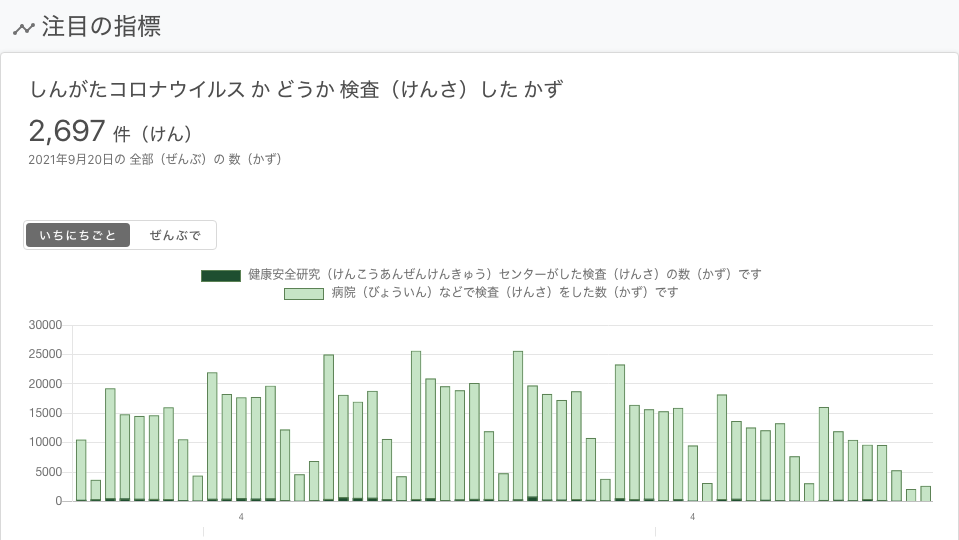 注目の指標
しんがたコロナウイルス か どうか 検査（けんさ）した かず
2,697 件（けん）
2021年9月20日の 全部（ぜんぶ）の 数（かず）
いちにちごと ぜんぶで
健康安全研究（けんこうあんぜんけんきゅう）センターがした検査（けんさ）の数（かず）です
病院（びょういん）などで検査（けんさ）をした数（かず）です
30000
25000
20000
15000
10000
5000
0
4 4